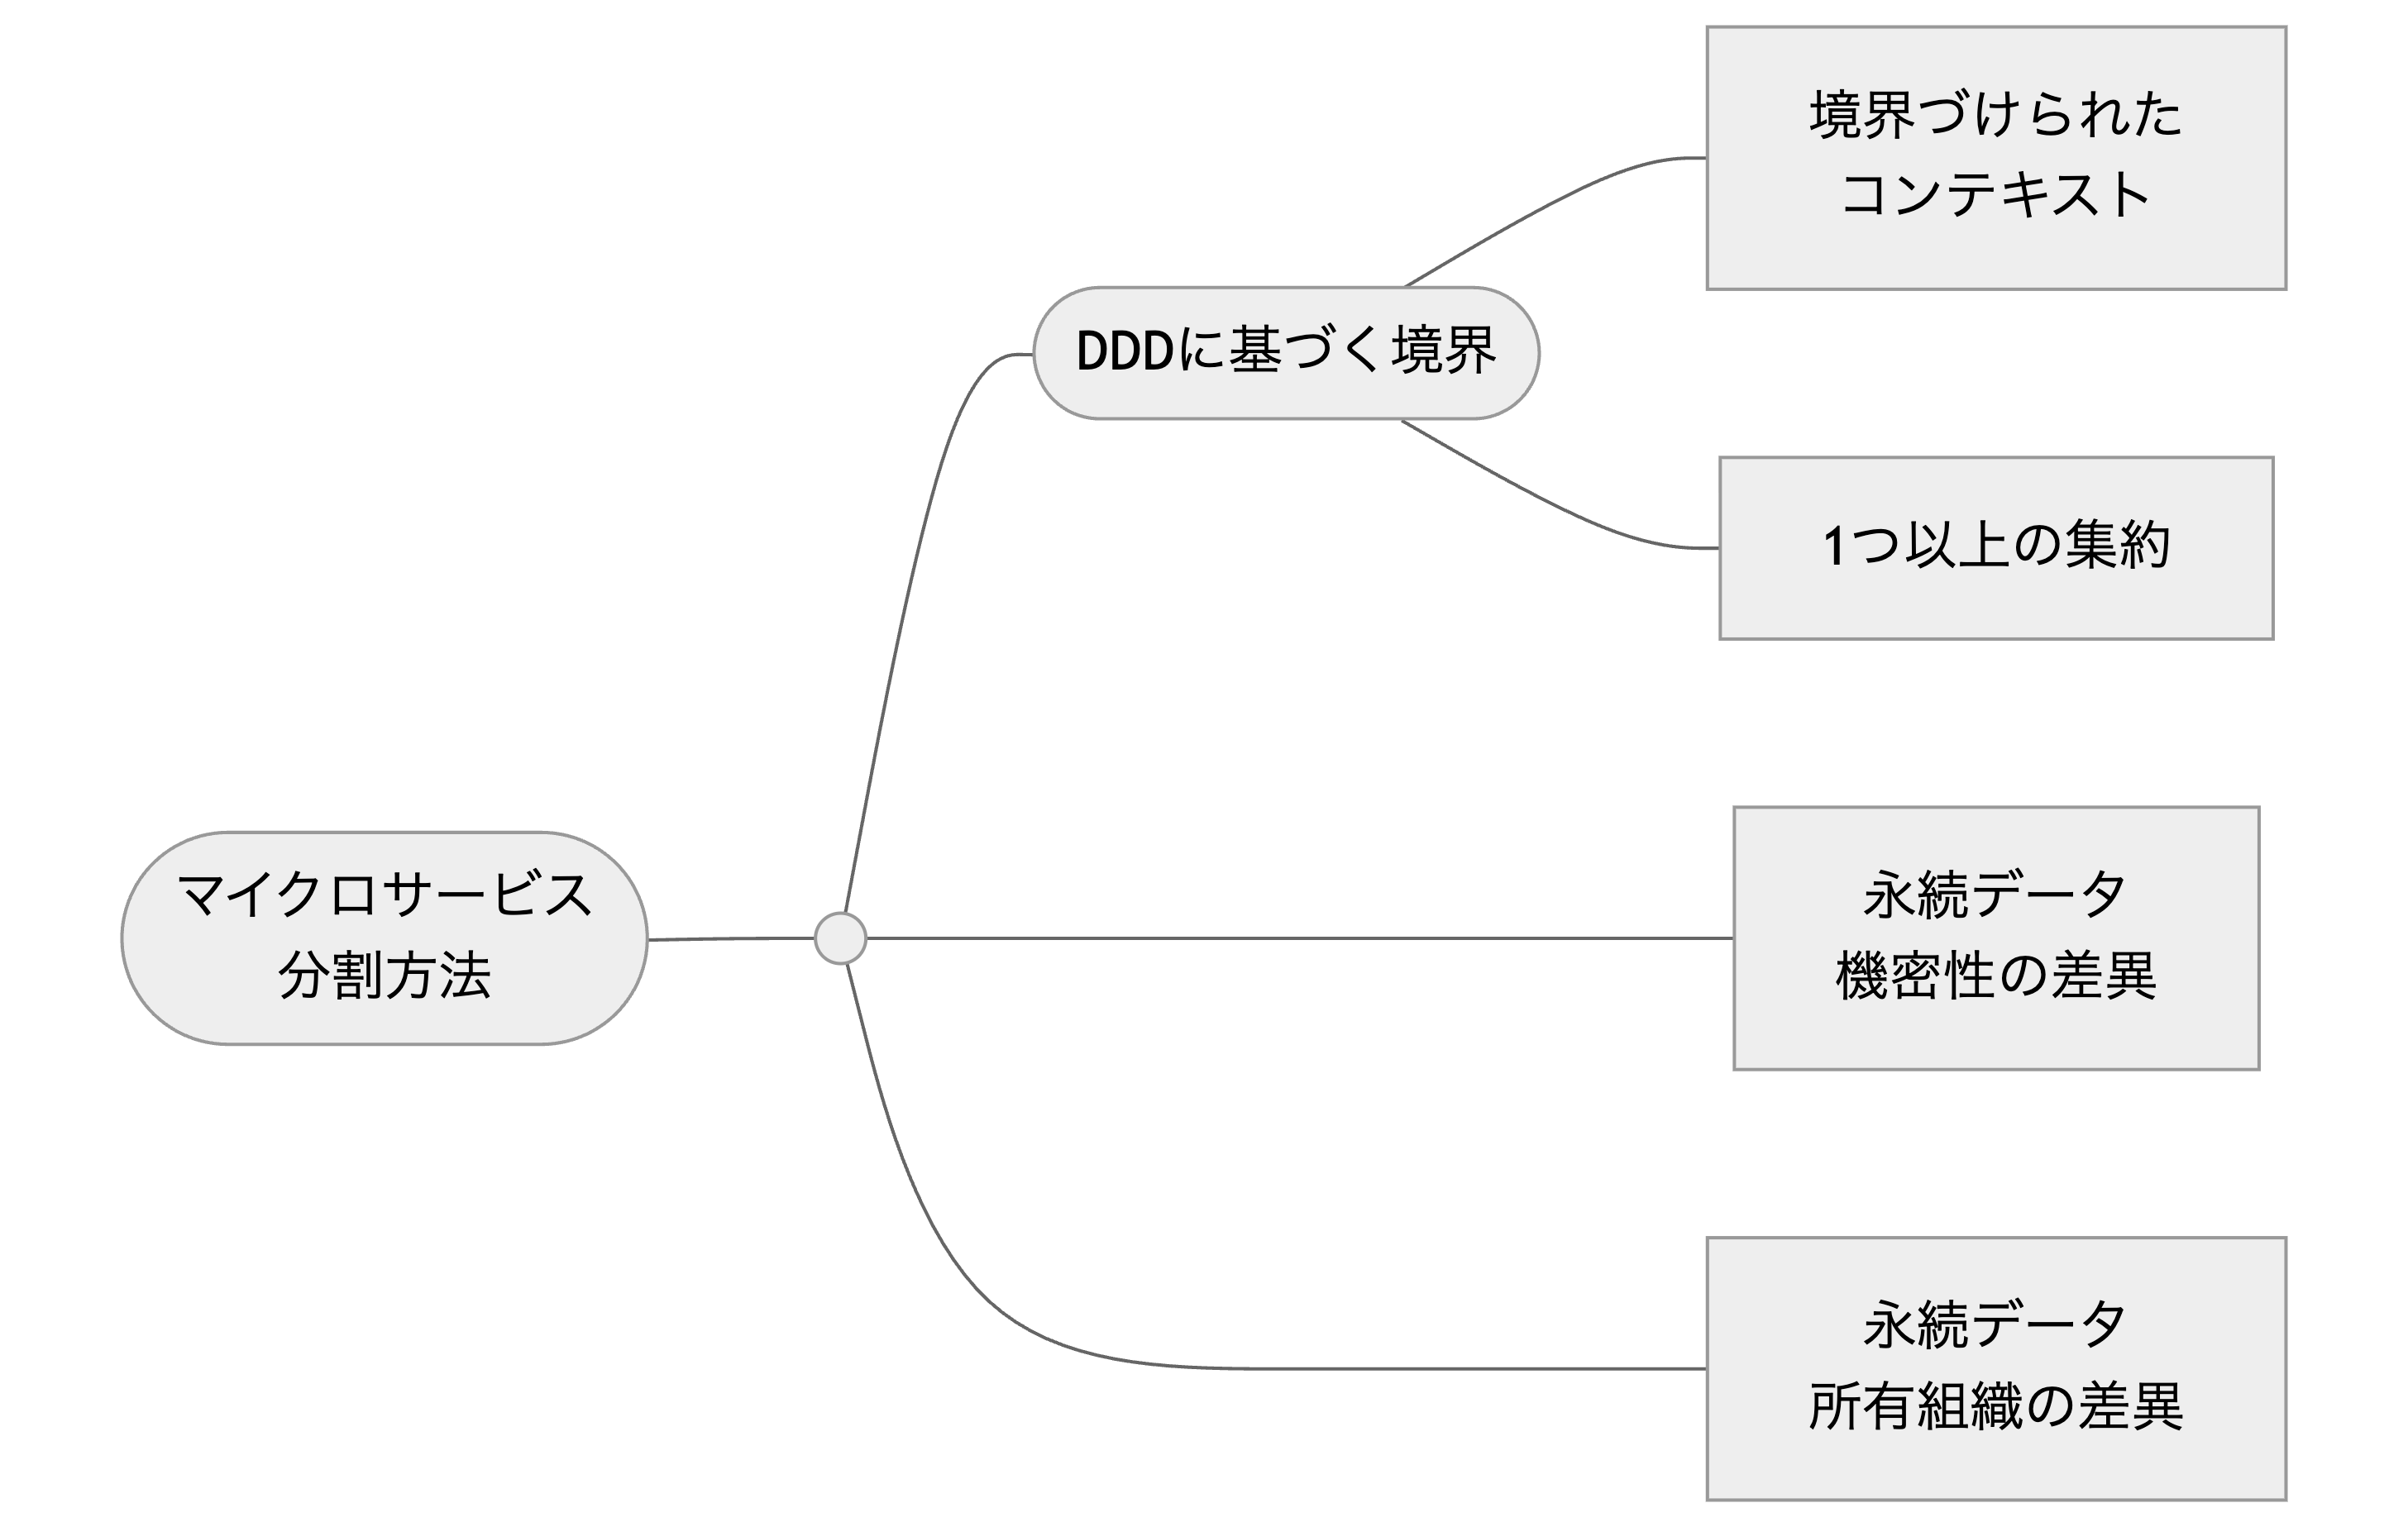 境界づけられた
コンテキスト
DDDに基づく境界
1つ以上の集約
マイクロサービス
分割方法
永続データ
機密性の差異
永続データ
所有組織の差異